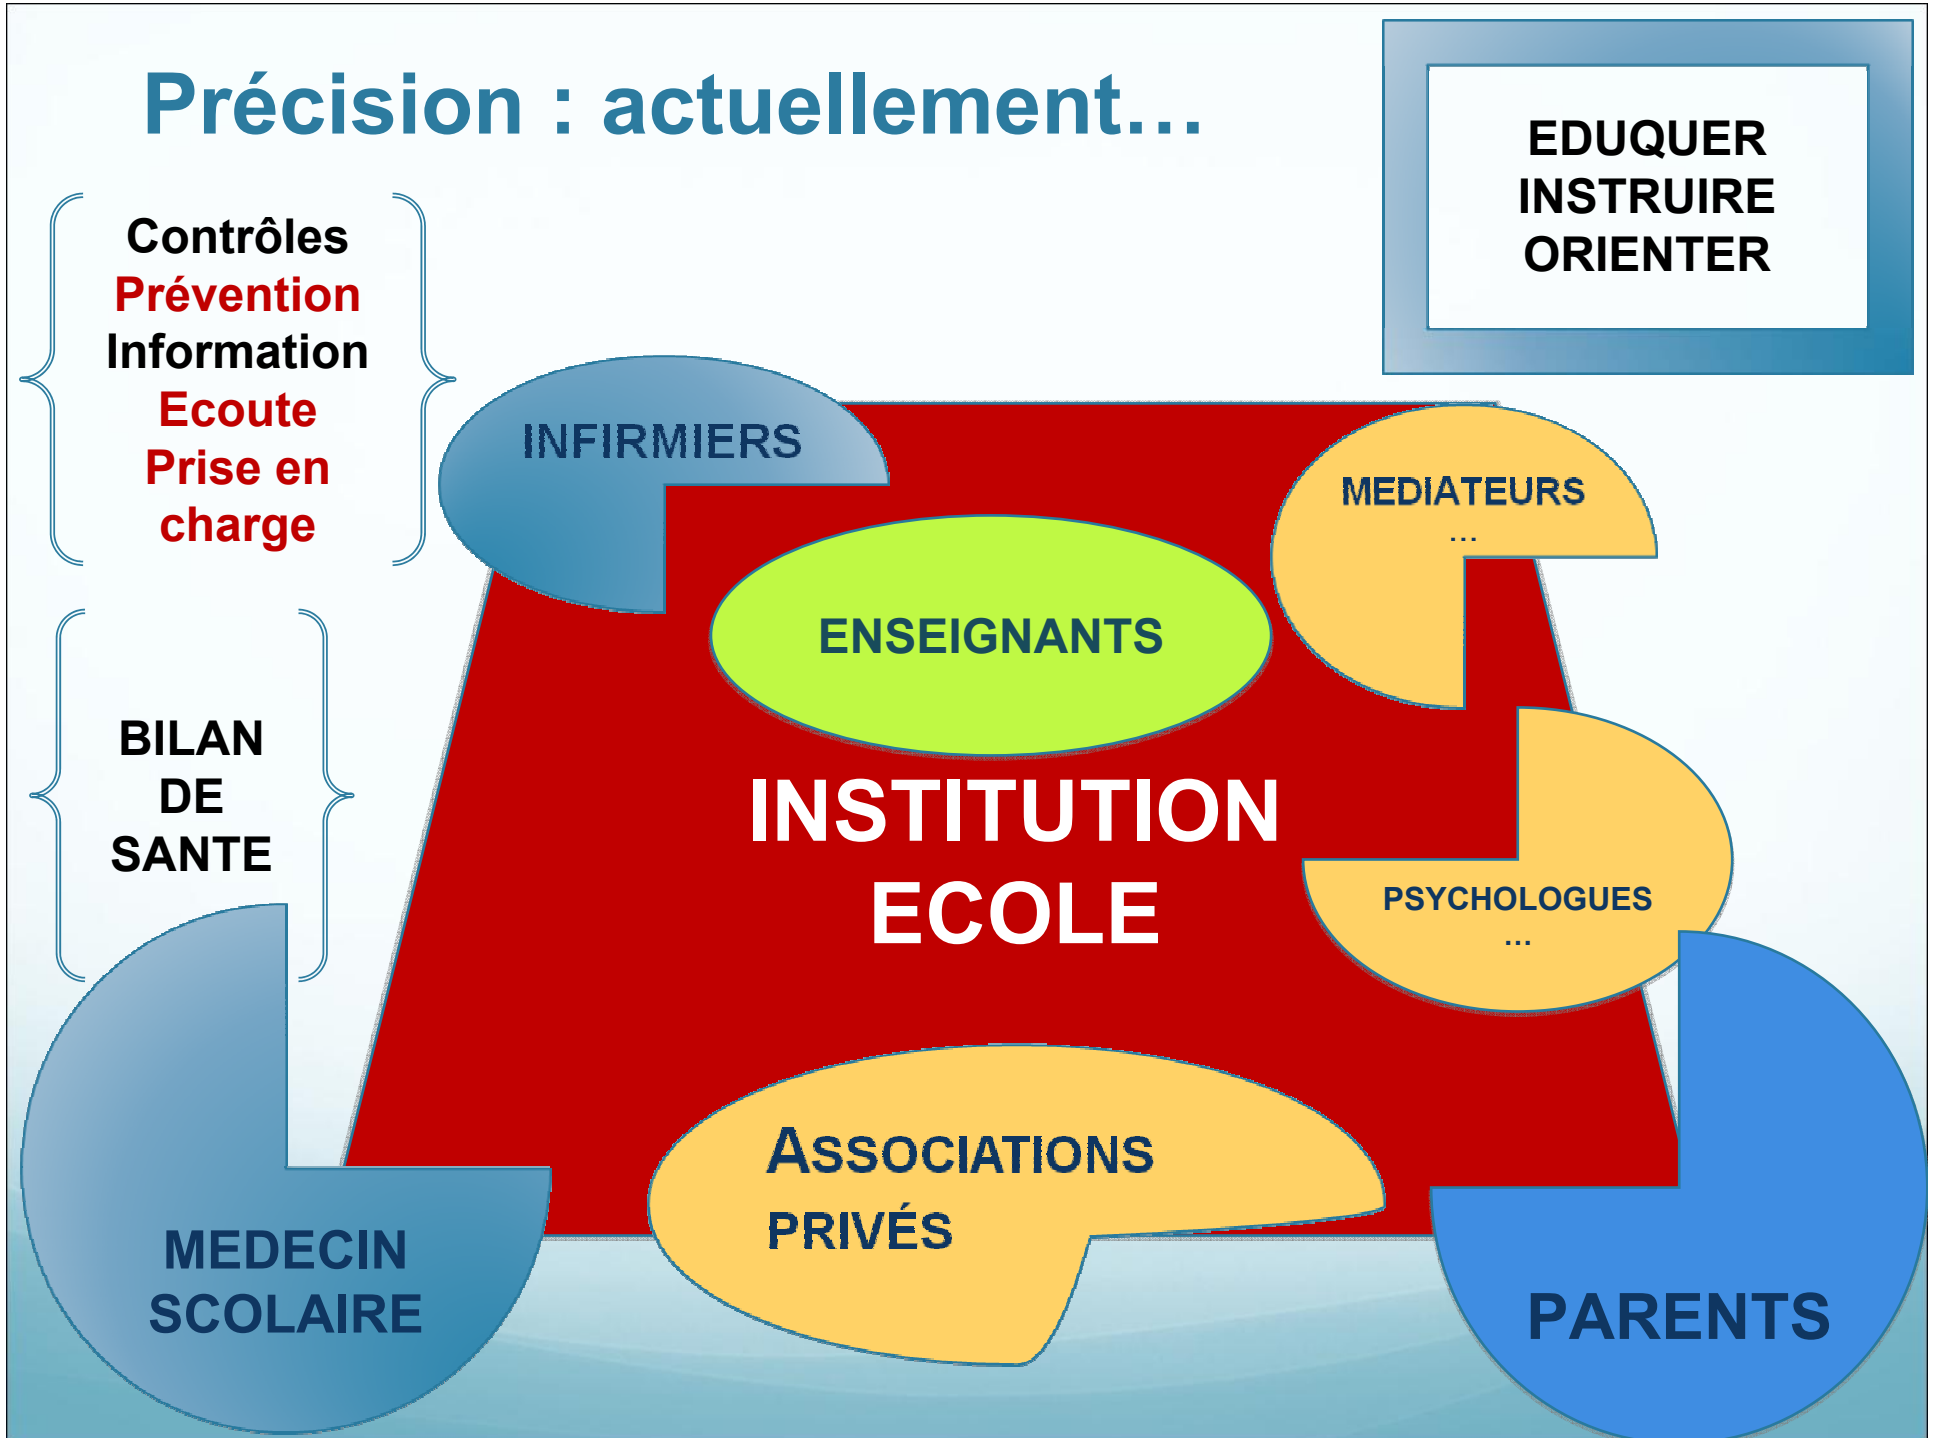 Précision : actuellement…
EDUQUER
INSTRUIRE
ORIENTER
Contrôles
Prévention
Information
Ecoute
Prise en
charge
INFIRMIERS
MEDIATEURS
…
ENSEIGNANTS
BILAN
DE
SANTE
INSTITUTION
ECOLE
PSYCHOLOGUES
…
ASSOCIATIONS
PRIVÉS
MEDECIN
SCOLAIRE
PARENTS